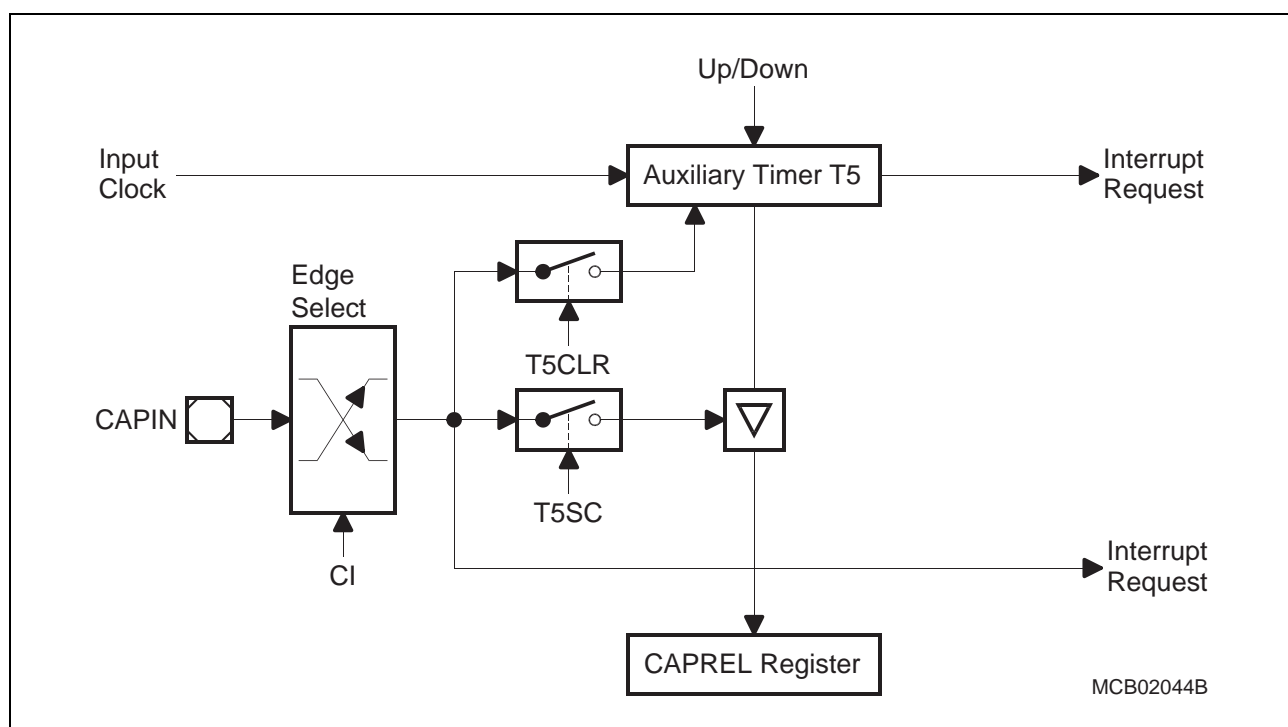 Up/Down
Input
Clock
Auxiliary Timer T5
Interrupt
Request
Edge
Select
T5CLR
CAPIN
T5SC
CI
Interrupt
Request
CAPREL Register
MCB02044B